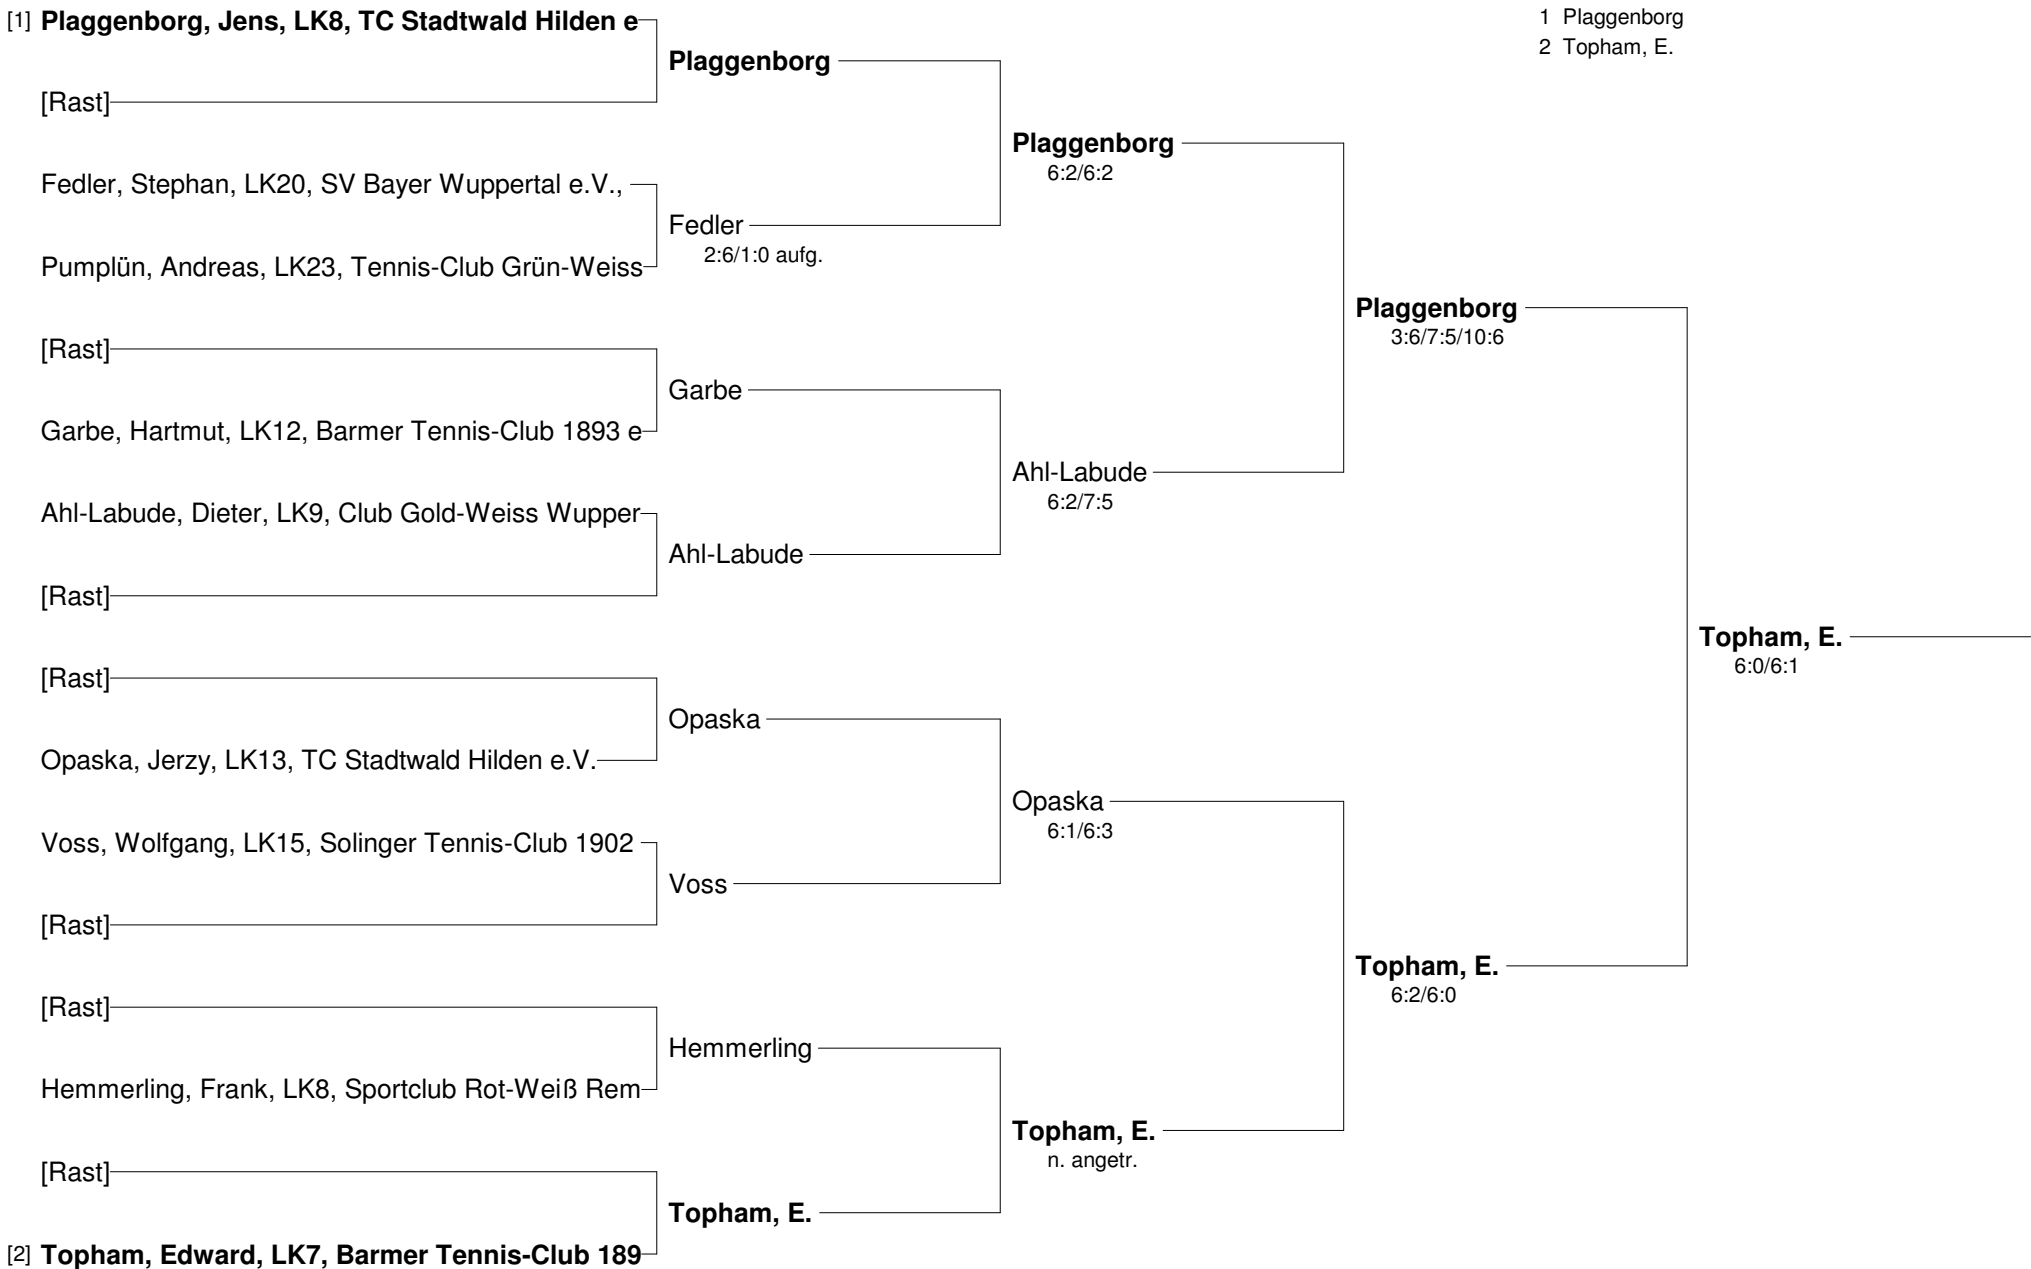 [1] Plaggenborg, Jens, LK8, TC Stadtwald Hilden e
[Rast]
Fedler, Stephan, LK20, SV Bayer Wuppertal e.V.,
Pumplün, Andreas, LK23, Tennis-Club Grün-Weiss
[Rast]
Garbe, Hartmut, LK12, Barmer Tennis-Club 1893 e
Ahl-Labude, Dieter, LK9, Club Gold-Weiss Wupper
[Rast]
[Rast]
Opaska, Jerzy, LK13, TC Stadtwald Hilden e.V.
Voss, Wolfgang, LK15, Solinger Tennis-Club 1902
[Rast]
[Rast]
Hemmerling, Frank, LK8, Sportclub Rot-Weiß Rem
[Rast]
[2] Topham, Edward, LK7, Barmer Tennis-Club 189
Plaggenborg
Fedler
2:6/1:0 aufg.
Garbe
Ahl-Labude
Opaska
Voss
Hemmerling
Topham, E.
Plaggenborg
6:2/6:2
Ahl-Labude
6:2/7:5
Opaska
6:1/6:3
Topham, E.
n. angetr.
Plaggenborg
3:6/7:5/10:6
Topham, E.
6:2/6:0
Topham, E.
6:0/6:1
1 Plaggenborg
2 Topham, E.